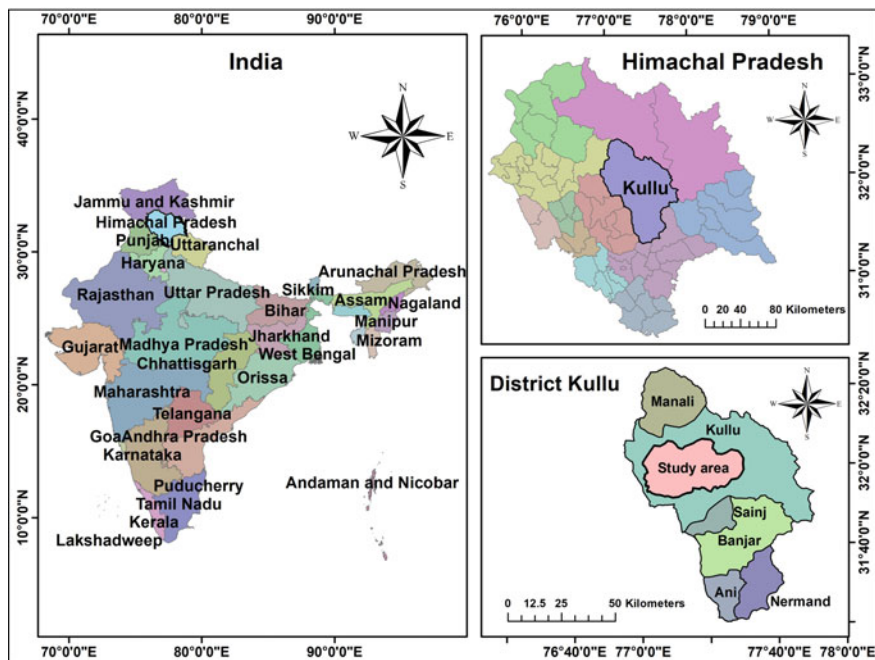 70°0'0"E 80°0'0"E 90°0'0"E
India
N
W E
S
40°0'0"N
30°0'0"N
20°0'0"N
10°0'0"N
Jammu and Kashmir
Himachal Pradesh
Punjab
Uttaranchal
Haryana
Arunachal Pradesh
Rajasthan
Uttar Pradesh
Sikkim
Assam
Nagaland
Bihar
Manipur
Gujarat
Madhya Pradesh
Jharkhand
Mizoram
Chhattisgarh
West Bengal
Orissa
Maharashtra
Telangana
Goa
Andhra Pradesh
Karnataka
Puducherry
Andaman and Nicobar
Tamil Nadu
Kerala
Lakshadweep
70°0'0"E 80°0'0"E 90°0'0"E
76°0'0"E 77°0'0"E 78°0'0"E 79°0'0"E
Himachal Pradesh
N
W E
S
33°0'0"N
32°0'0"N
31°0'0"N
Kullu
0 20 40 80 Kilometers
District Kullu
N
W E
S
32°20'0"N
32°0'0"N
31°40'0"N
Manali
Kullu
Study area
Sainj
Banjar
Ani
Nermand
0 12.5 25 50 Kilometers
76°40'0"E 77°0'0"E 77°40'0"E 78°0'0"E